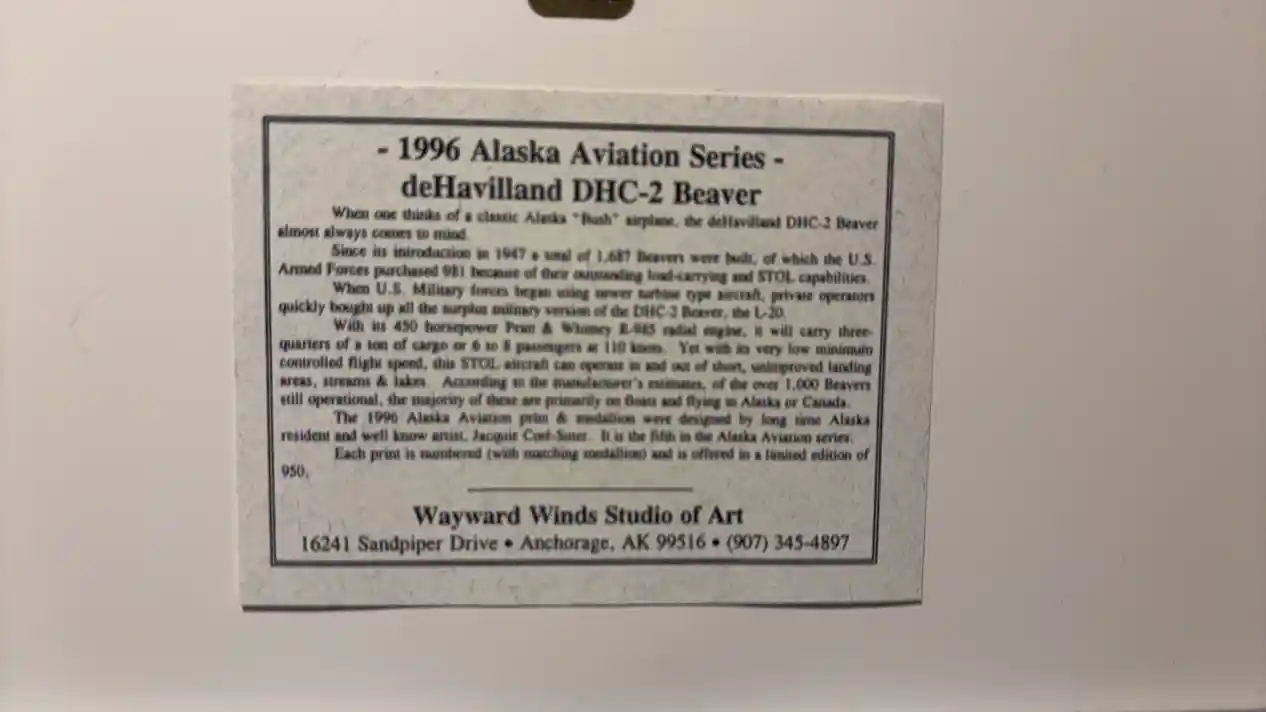 - 1996 Alaska Aviation Series -
deHavilland DHC-2 Beaver
When one thinks of a classic Alaska "Bush" airplane, the deHavilland DHC-2 Beaver
almost always comes to mind.
Since its introduction in 1947 a total of 1,687 Beavers were built, of which the U.S.
Armed Forces purchased 981 because of their outstanding load-carrying and STOL capabilities.
When U.S. Military forces began using newer turbine type aircraft, private operators
quickly bought up all the surplus military version of the DHC-2 Beaver, the L-20.
With its 450 horsepower Pratt & Whitney R-985 radial engine, it will carry three-
quarters of a ton of cargo or 6 to 8 passengers at 110 knots. Yet with its very low minimum
controlled flight speed, this STOL aircraft can operate in and out of short, unimproved landing
areas, streams & lakes. According to the manufacturer's estimates, of the over 1,000 Beavers
still operational, the majority of these are primarily on floats and flying in Alaska or Canada.
The 1996 Alaska Aviation print & medallion were designed by long time Alaska
resident and well know artist, Jacquie It is the fifth in the Alaska Aviation series.
Each print is numbered (with matching medallion) and is offered in a limited edition of
950.
Wayward Winds Studio of Art
16241 Sandpiper Drive • Anchorage, AK 99516 • (907) 345-4897